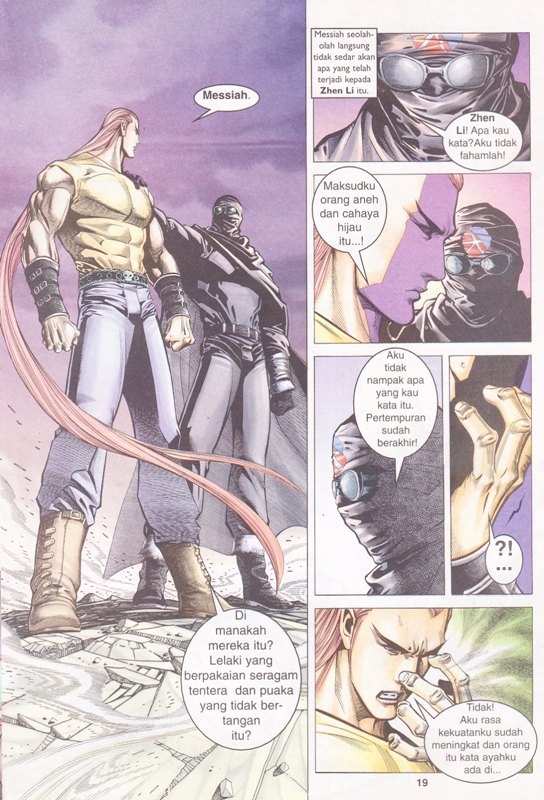 Messiah.
Di
manakah
mereka itu?
Lelaki yang
berpakaian seragam
tentera dan puaka
yang tidak ber-
tangan
itu?
Messiah seolah-
olah langsung
tidak sedar akan
apa yang telah
terjadi kepada
Zhen Li itu.
Zhen
Li! Apa kau
kata?Aku tidak
fahamlah!
Maksudku
orang aneh
dan cahaya
hijau
itu...!
Aku
tidak
nampak apa
yang kau
kata itu.
Pertempuran
sudah
berakhir!
?!
...
Tidak!
Aku rasa
kekuatanku sudah
meningkat dan orang
itu kata ayahku
ada di...
19